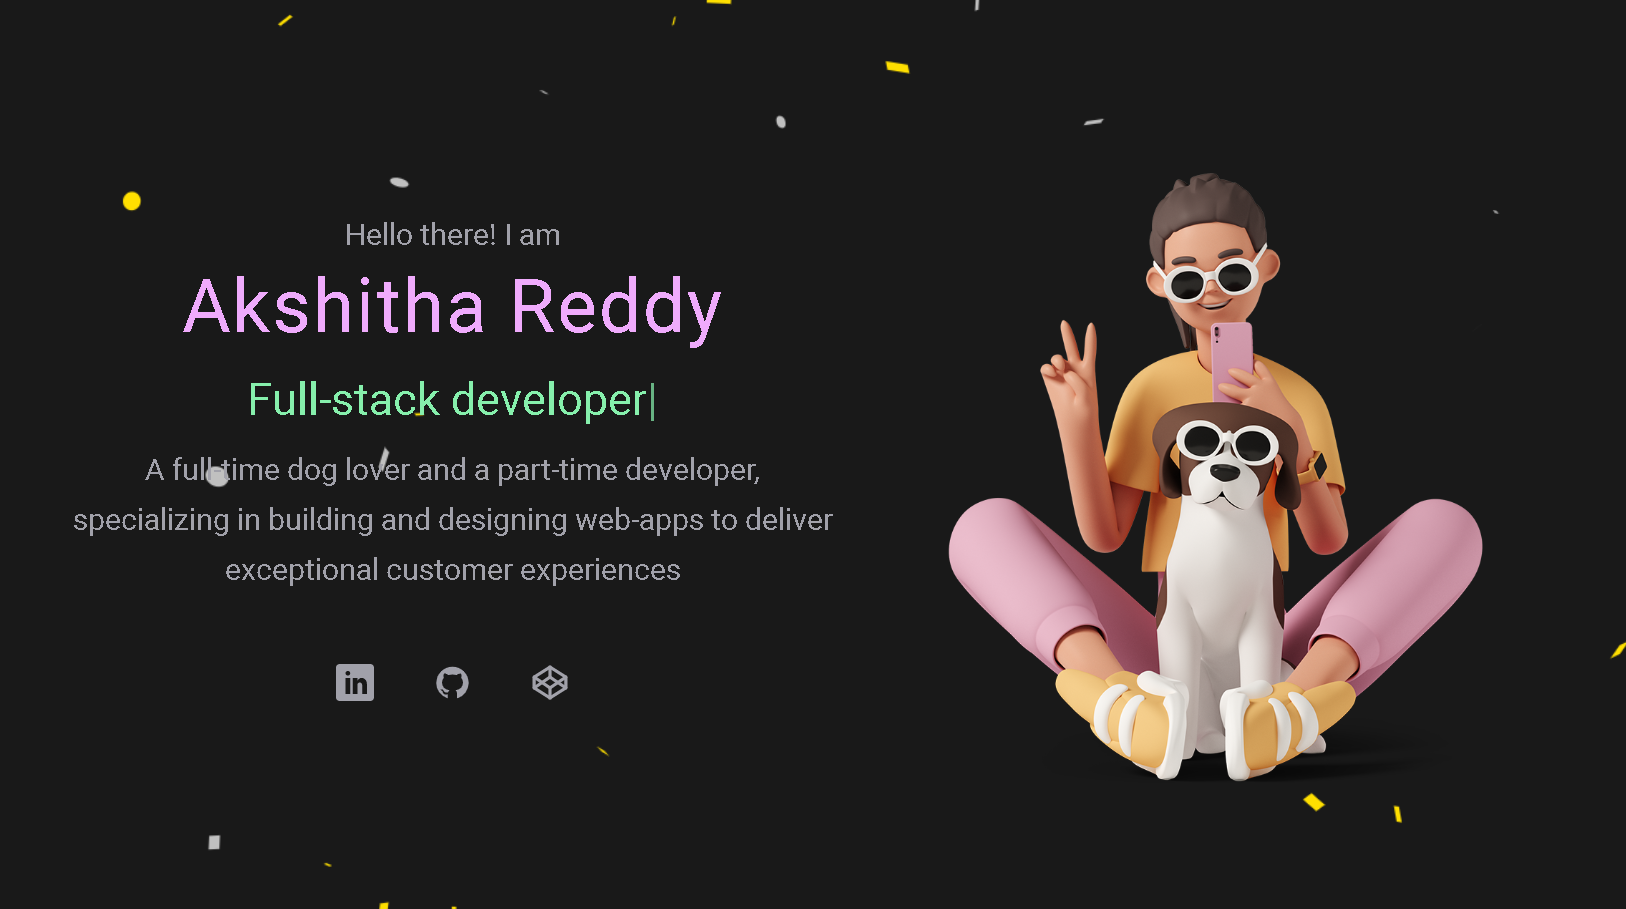 Hello there! I am
Akshitha Reddy
Full-stack developer|
A full-time dog lover and a part-time developer,
specializing in building and designing web-apps to deliver
exceptional customer experiences
in